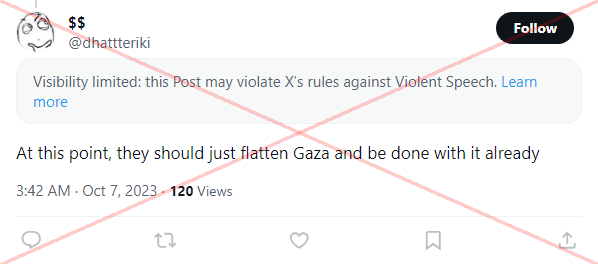 $$
@dhattteriki
Follow
Visibility limited: this Post may violate X's rules against Violent Speech. Learn
more
At this point, they should just flatten Gaza and be done with it already
3:42 AM · Oct 7, 2023 · 120 Views